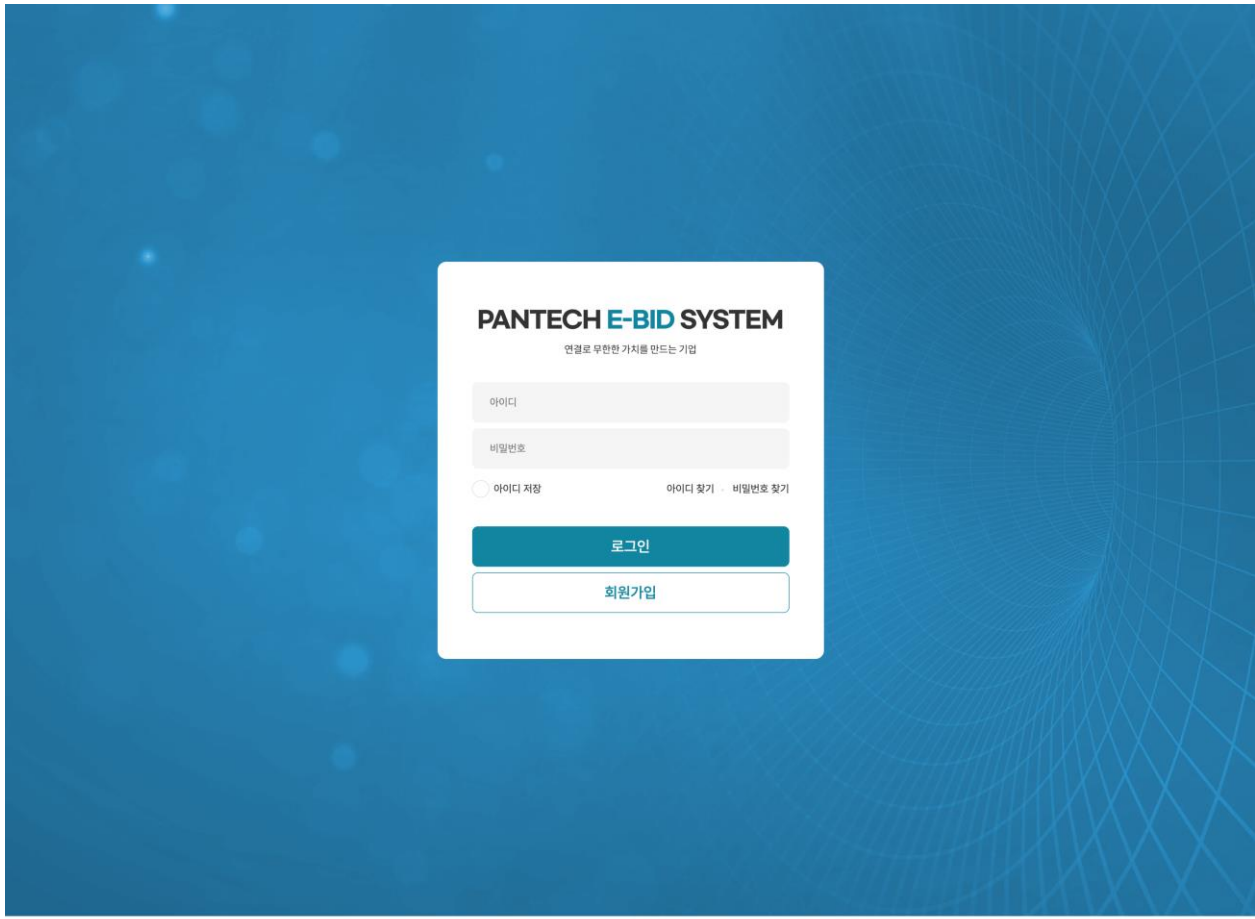 PANTECH E-BID SYSTEM
연결로 무한한 가치를 만드는 기업
아이디
비밀번호
아이디 저장 아이디 찾기 · 비밀번호 찾기
로그인
회원가입